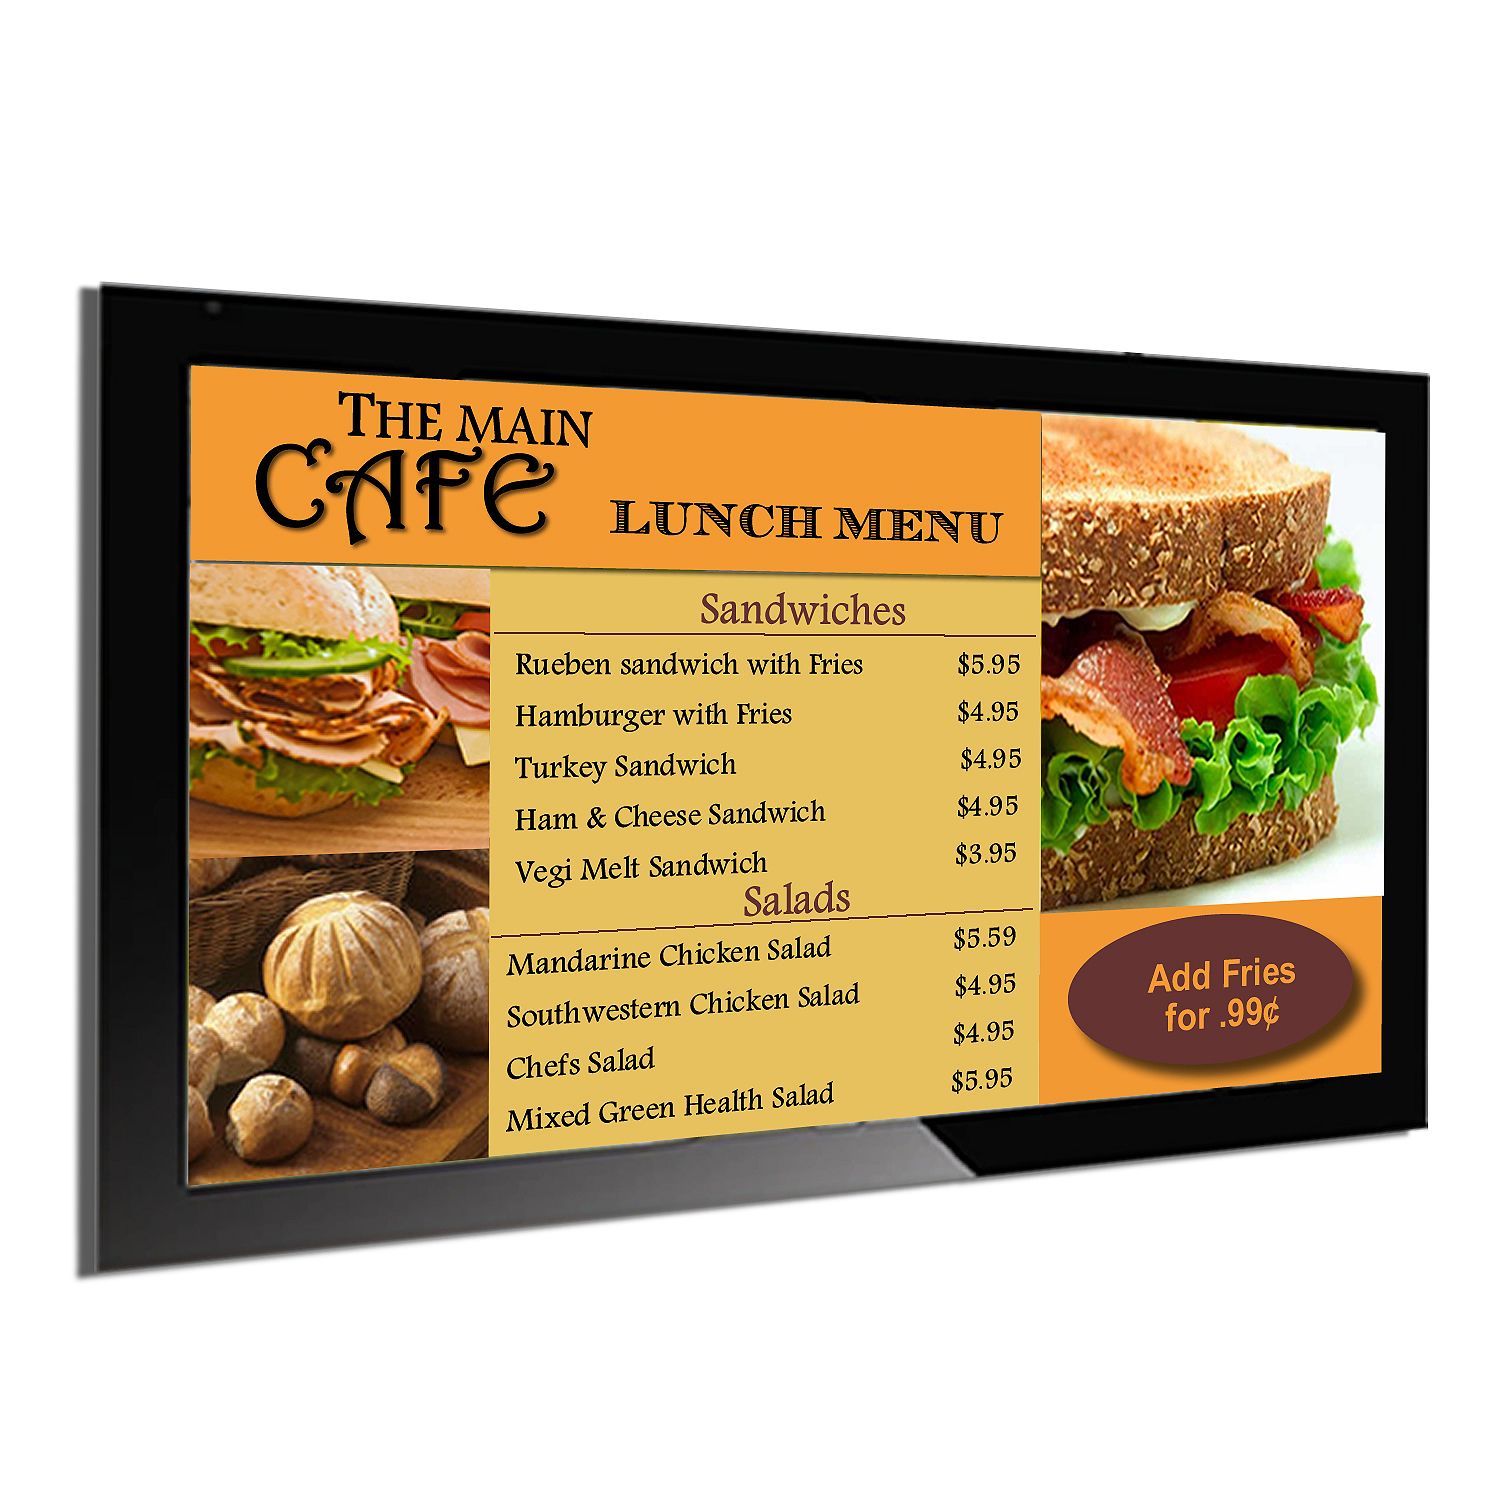 THE MAIN
CAFE
LUNCH MENU
Sandwiches
Rueben sandwich with Fries $5.95
Hamburger with Fries $4.95
Turkey Sandwich $4.95
Ham & Cheese Sandwich $4.95
Vegi Melt Sandwich $3.95
Salads
Mandarine Chicken Salad $5.59
Southwestern Chicken Salad $4.95
Chefs Salad $4.95
Mixed Green Health Salad $5.95
Add Fries
for .99¢